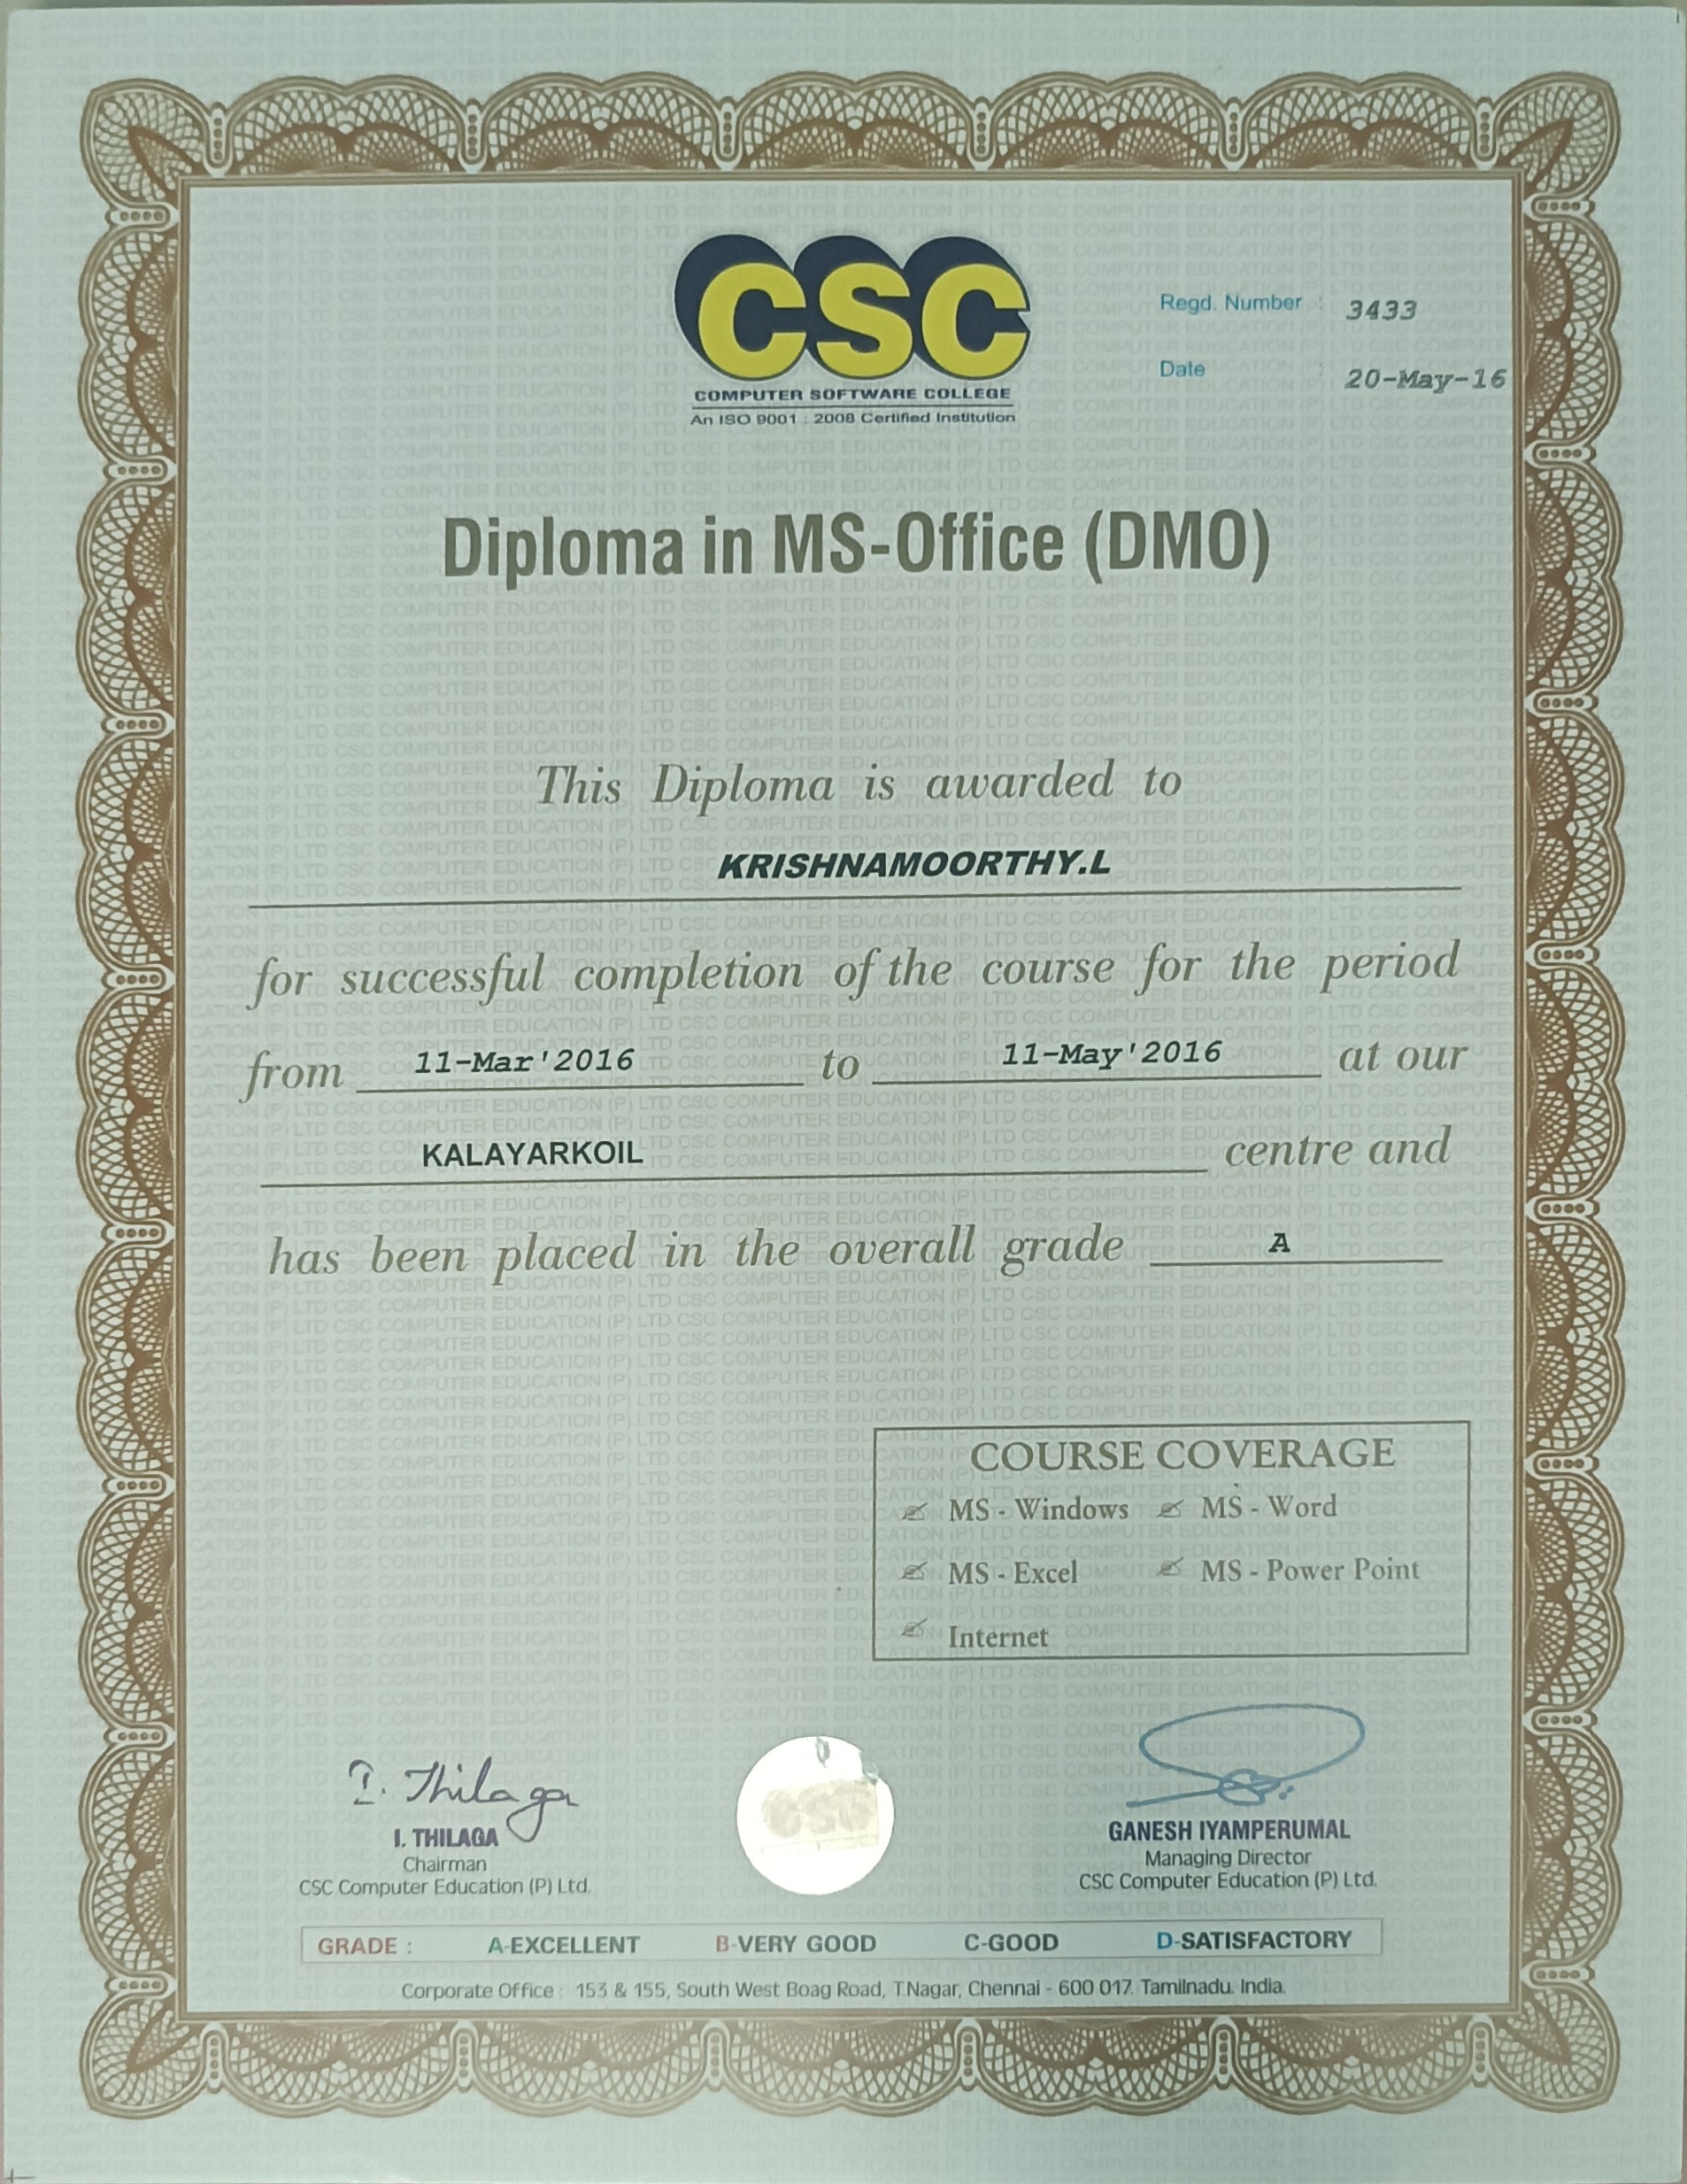 CSC
COMPUTER SOFTWARE COLLEGE
An ISO 9001 : 2008 Certified Institution
Regd. Number : 3433
Date : 20-May-16
Diploma in MS-Office (DMO)
This Diploma is awarded to
KRISHNAMOORTHY.L
for successful completion of the course for the period
from 11-Mar'2016 to 11-May'2016 at our
KALAYARKOIL centre and
has been placed in the overall grade A
COURSE COVERAGE
MS - Windows MS - Word
MS - Excel MS - Power Point
Internet
I. Thilaga
I. THILAGA
Chairman
CSC Computer Education (P) Ltd.
CSC
GANESH IYAMPERUMAL
Managing Director
CSC Computer Education (P) Ltd.
GRADE : A-EXCELLENT B-VERY GOOD C-GOOD D-SATISFACTORY
Corporate Office : 153 & 155, South West Boag Road, T.Nagar, Chennai - 600 017. Tamilnadu. India.